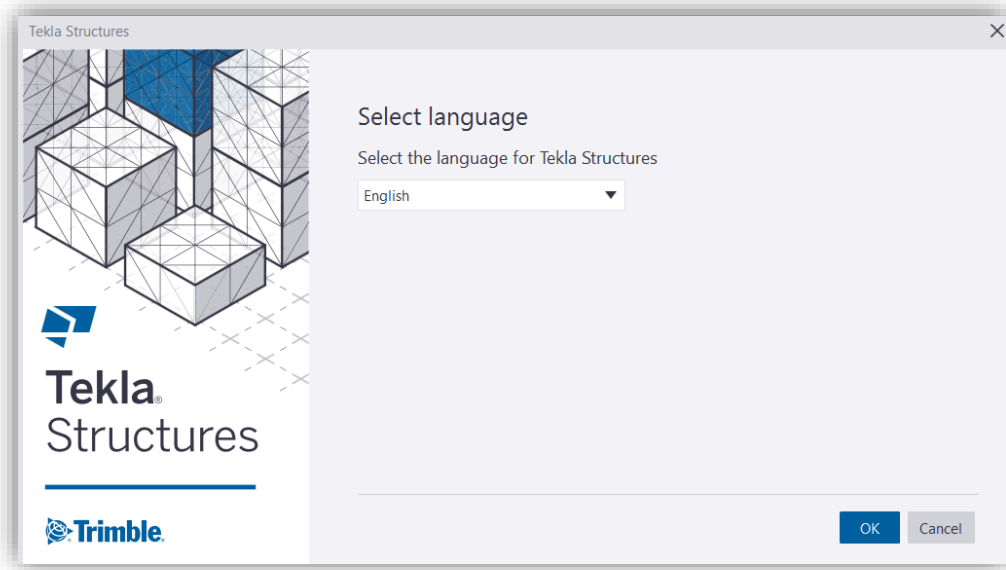 Tekla Structures
Select language
Select the language for Tekla Structures
English
Tekla®
Structures
Trimble.
OK
Cancel